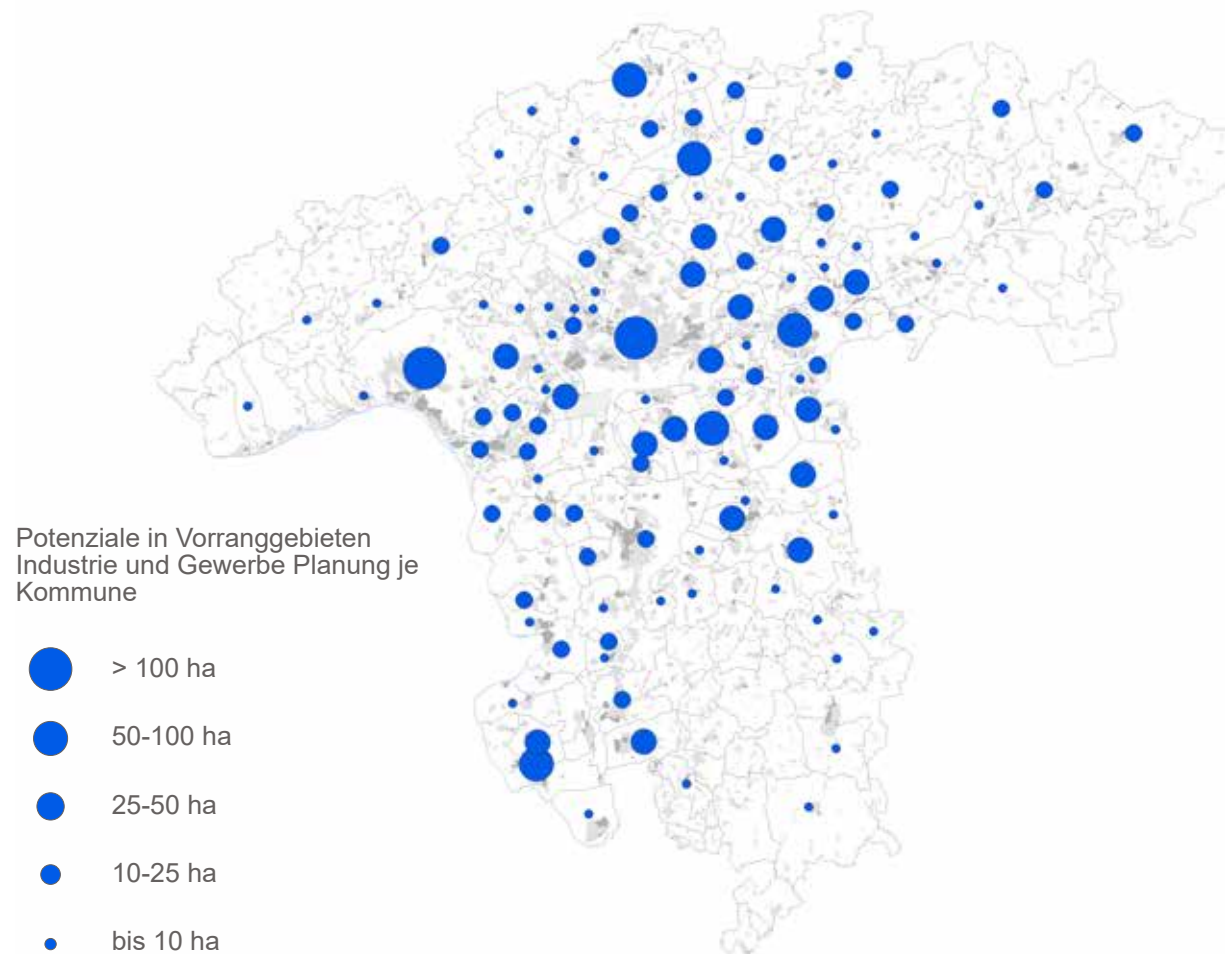 Potenziale in Vorranggebieten
Industrie und Gewerbe Planung je
Kommune
> 100 ha
50-100 ha
25-50 ha
10-25 ha
bis 10 ha